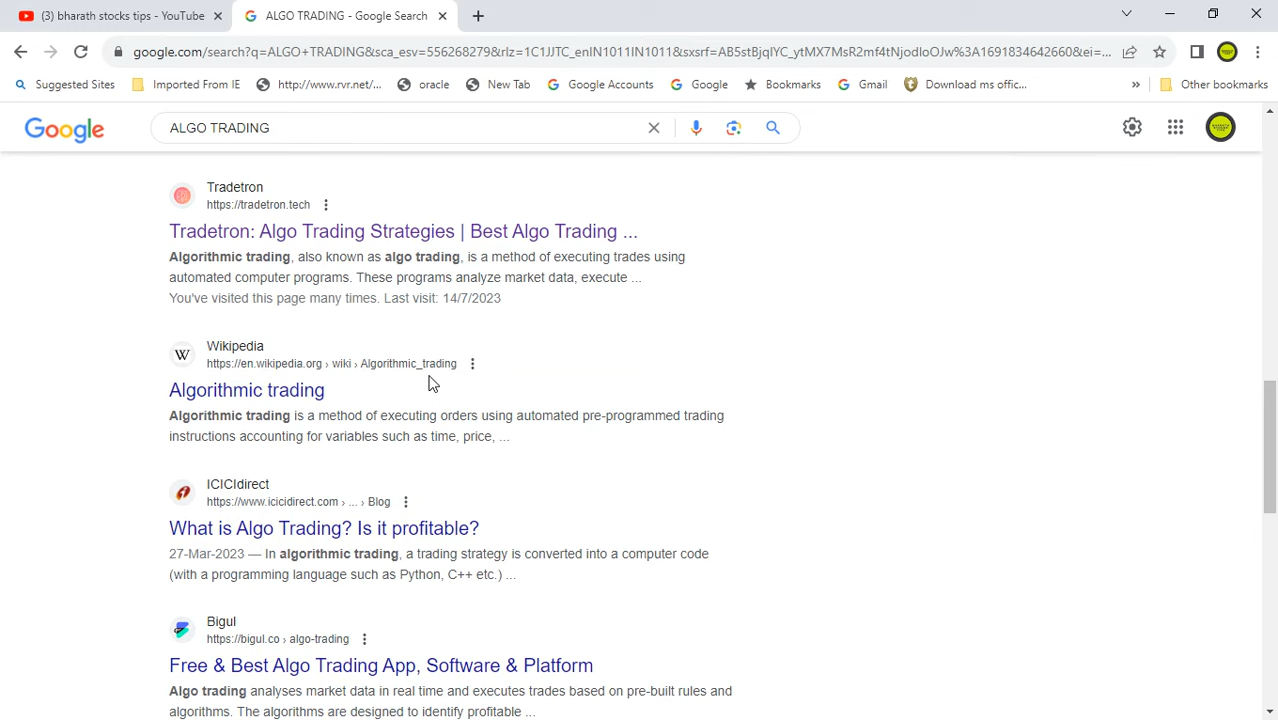 (3) bharath stocks tips - YouTube
ALGO TRADING - Google Search
google.com/search?q=ALGO+TRADING&sca_esv=556268279&rlz=1C1JJTC_enIN1011IN1011&sxsrf=AB5stBjqlYC_ytMX7MsR2mf4tNjodloOJw%3A1691834642660&ei=...
Suggested Sites
Imported From IE
http://www.rvr.net/...
oracle
New Tab
Google Accounts
Google
Bookmarks
Gmail
Download ms offic...
»
Other bookmarks
Google
ALGO TRADING
Tradetron
https://tradetron.tech
Tradetron: Algo Trading Strategies | Best Algo Trading ...
Algorithmic trading, also known as algo trading, is a method of executing trades using
automated computer programs. These programs analyze market data, execute ...
You've visited this page many times. Last visit: 14/7/2023
W
Wikipedia
https://en.wikipedia.org › wiki › Algorithmic_trading
Algorithmic trading
Algorithmic trading is a method of executing orders using automated pre-programmed trading
instructions accounting for variables such as time, price, ...
ICICIdirect
https://www.icicidirect.com › ... › Blog
What is Algo Trading? Is it profitable?
27-Mar-2023 — In algorithmic trading, a trading strategy is converted into a computer code
(with a programming language such as Python, C++ etc.) ...
Bigul
https://bigul.co › algo-trading
Free & Best Algo Trading App, Software & Platform
Algo trading analyses market data in real time and executes trades based on pre-built rules and
algorithms. The algorithms are designed to identify profitable ...